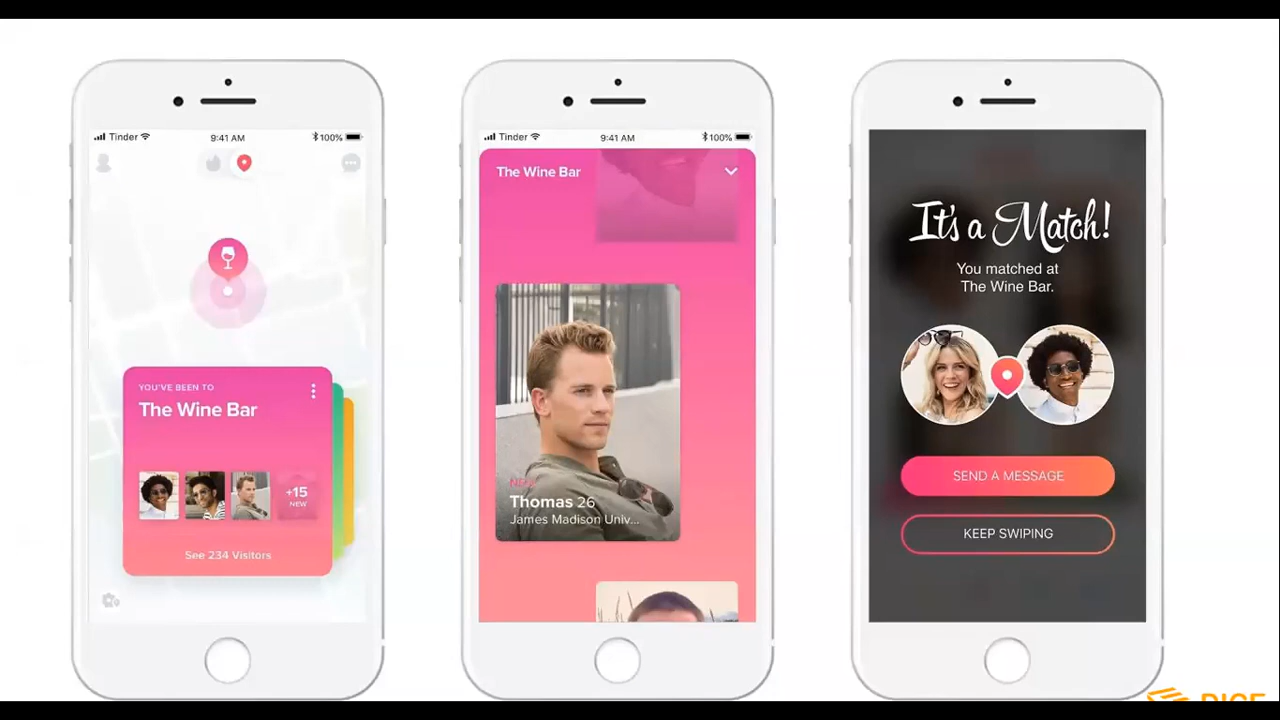 Tinder
9:41 AM
100%
YOU'VE BEEN TO
The Wine Bar
+15
NEW
See 234 Visitors
Tinder
9:41 AM
100%
The Wine Bar
NEW
Thomas 26
James Madison Univ...
It's a Match!
You matched at
The Wine Bar.
SEND A MESSAGE
KEEP SWIPING